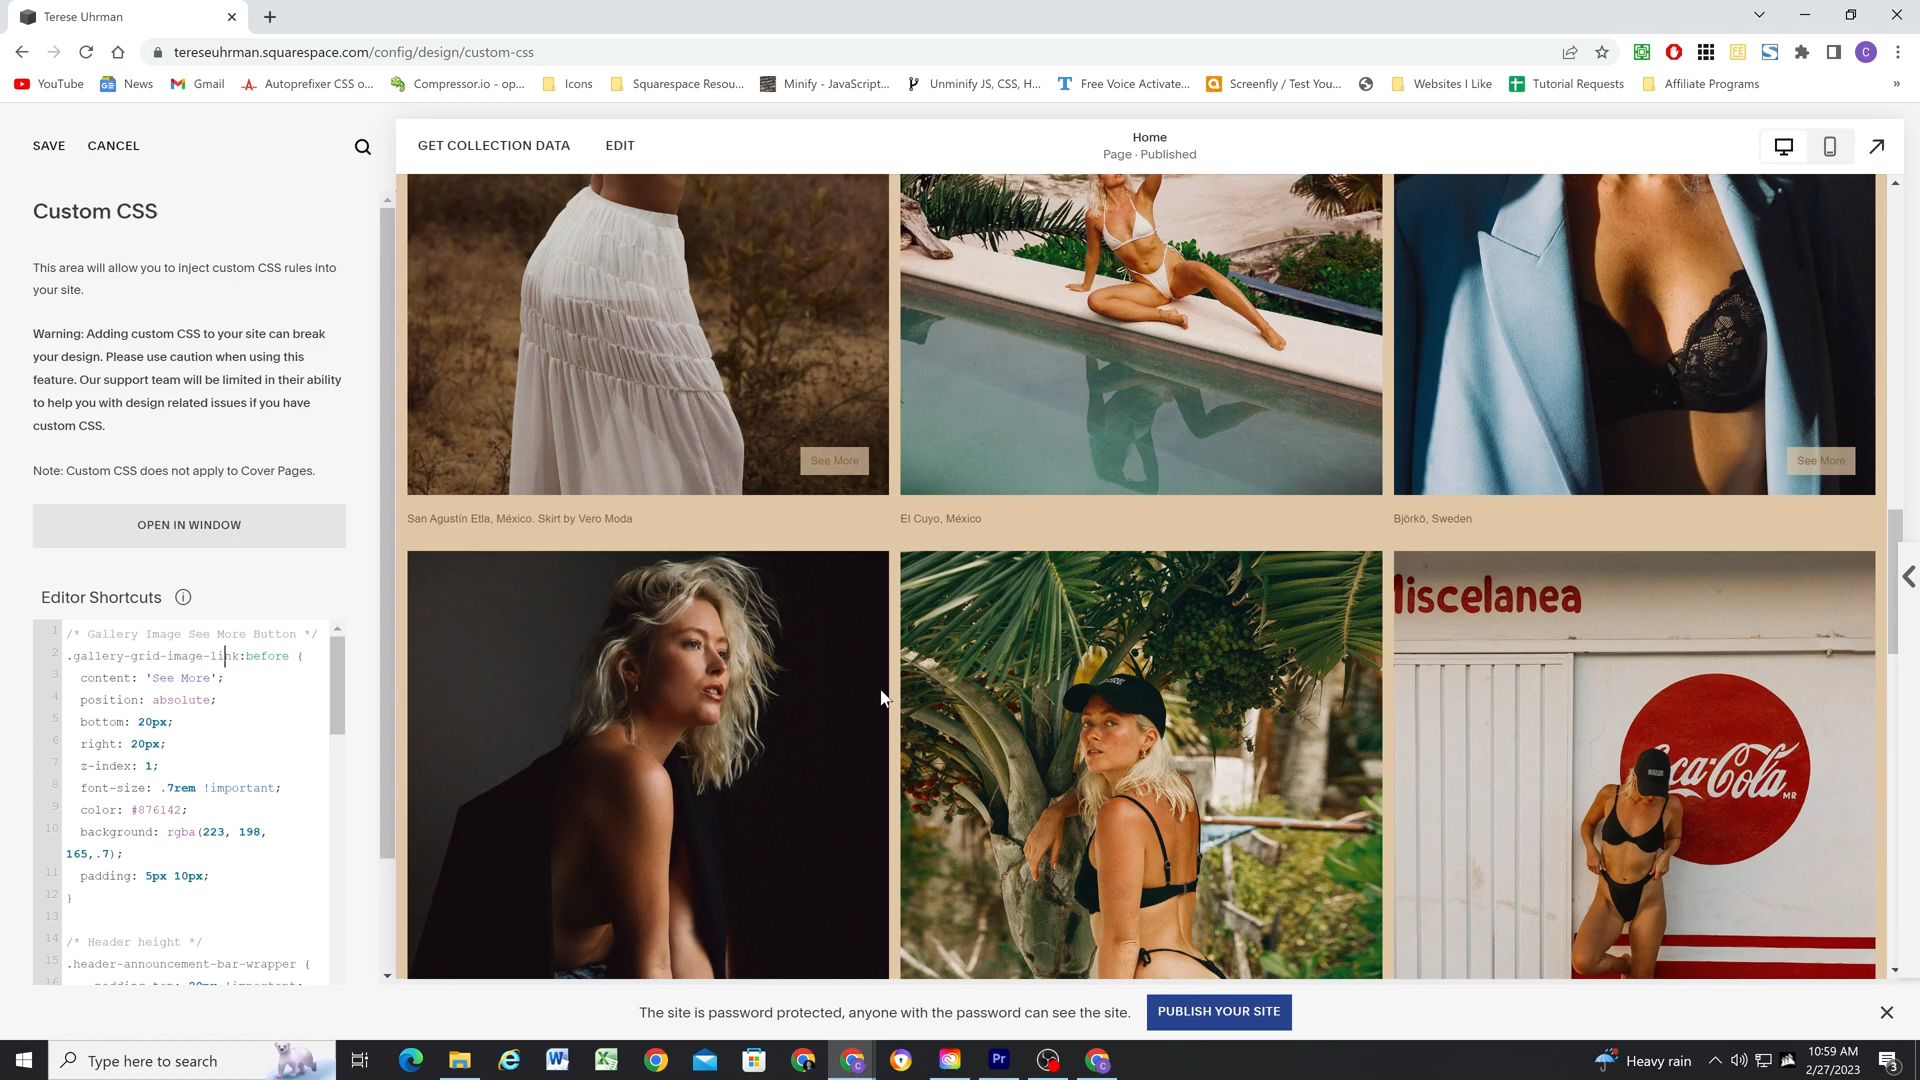 Terese Uhrman
tereseuhrman.squarespace.com/config/design/custom-css
YouTube
News
Gmail
Autoprefixer CSS o...
Compressor.io - op...
Icons
Squarespace Resou...
Minify - JavaScript...
Unminify JS, CSS, H...
Free Voice Activate...
Screenfly / Test You...
Websites I Like
Tutorial Requests
Affiliate Programs
»
SAVE CANCEL
GET COLLECTION DATA EDIT
Home
Page · Published
Custom CSS
This area will allow you to inject custom CSS rules into
your site.
Warning: Adding custom CSS to your site can break
your design. Please use caution when using this
feature. Our support team will be limited in their ability
to help you with design related issues if you have
custom CSS.
Note: Custom CSS does not apply to Cover Pages.
OPEN IN WINDOW
Editor Shortcuts
1 /* Gallery Image See More Button */
2 .gallery-grid-image-link:before {
3 content: 'See More';
4 position: absolute;
5 bottom: 20px;
6 right: 20px;
7 z-index: 1;
8 font-size: .7rem !important;
9 color: #876142;
10 background: rgba(223, 198,
165,.7);
11 padding: 5px 10px;
12 }
13
14 /* Header height */
15 .header-announcement-bar-wrapper {
16 padding-top: 20px !important;
See More
See More
San Agustín Etla, México. Skirt by Vero Moda
El Cuyo, México
Björkö, Sweden
Miscelanea
Coca-Cola
MR
The site is password protected, anyone with the password can see the site.
PUBLISH YOUR SITE
Type here to search
Heavy rain
10:59 AM
2/27/2023
3